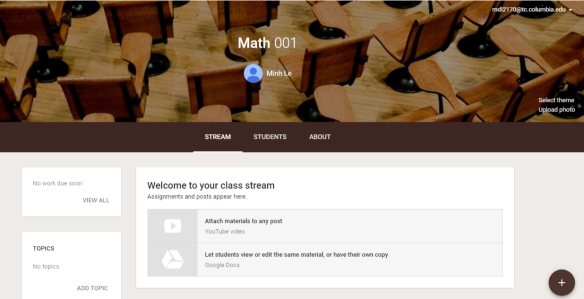 mdl2170@tc.columbia.edu
Math 001
Minh Le
Select theme
Upload photo
STREAM STUDENTS ABOUT
No work due soon
VIEW ALL
TOPICS
No topics
ADD TOPIC
Welcome to your class stream
Assignments and posts appear here.
Attach materials to any post
YouTube video
Let students view or edit the same material, or have their own copy
Google Docs